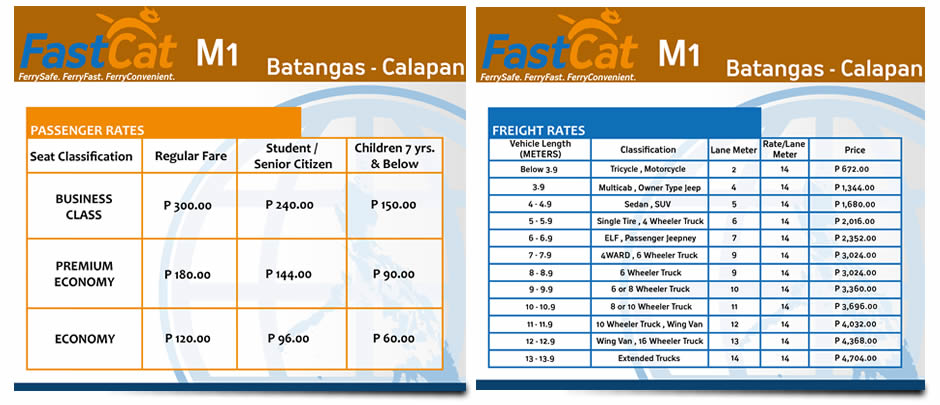 FastCat M1
FerrySafe. FerryFast. FerryConvenient.
Batangas - Calapan
PASSENGER RATES
Seat Classification Regular Fare Student / Senior Citizen Children 7 yrs. & Below
BUSINESS CLASS P 300.00 P 240.00 P 150.00
PREMIUM ECONOMY P 180.00 P 144.00 P 90.00
ECONOMY P 120.00 P 96.00 P 60.00
FastCat M1
FerrySafe. FerryFast. FerryConvenient.
Batangas - Calapan
FREIGHT RATES
Vehicle Length (METERS) Classification Lane Meter Rate/Lane Meter Price
Below 3.9 Tricycle , Motorcycle 2 14 P 672.00
3.9 Multicab , Owner Type Jeep 4 14 P 1,344.00
4 - 4.9 Sedan , SUV 5 14 P 1,680.00
5 - 5.9 Single Tire , 4 Wheeler Truck 6 14 P 2,016.00
6 - 6.9 ELF , Passenger Jeepney 7 14 P 2,352.00
7 - 7.9 4WARD , 6 Wheeler Truck 9 14 P 3,024.00
8 - 8.9 6 Wheeler Truck 9 14 P 3,024.00
9 - 9.9 6 or 8 Wheeler Truck 10 14 P 3,360.00
10 - 10.9 8 or 10 Wheeler Truck 11 14 P 3,696.00
11 - 11.9 10 Wheeler Truck , Wing Van 12 14 P 4,032.00
12 - 12.9 Wing Van , 16 Wheeler Truck 13 14 P 4,368.00
13 - 13.9 Extended Trucks 14 14 P 4,704.00